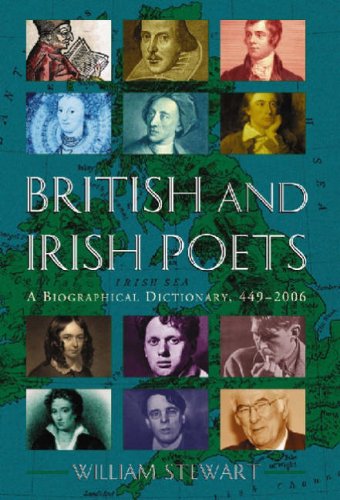 BRITISH AND
IRISH POETS
IRISH SEA
A BIOGRAPHICAL DICTIONARY, 449–2006
WILLIAM STEWART